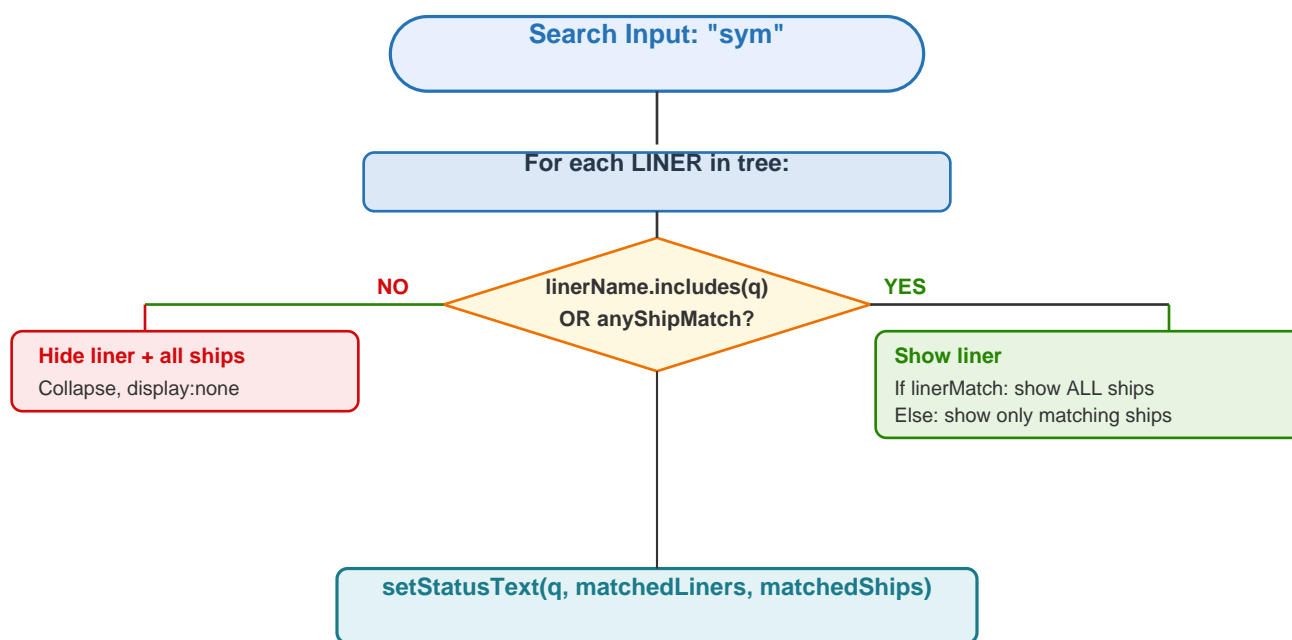 Search Input: "sym"
For each LINER in tree:
linerName.includes(q)
OR anyShipMatch?
NO
YES
Hide liner + all ships
Collapse, display:none
Show liner
If linerMatch: show ALL ships
Else: show only matching ships
setStatusText(q, matchedLiners, matchedShips)